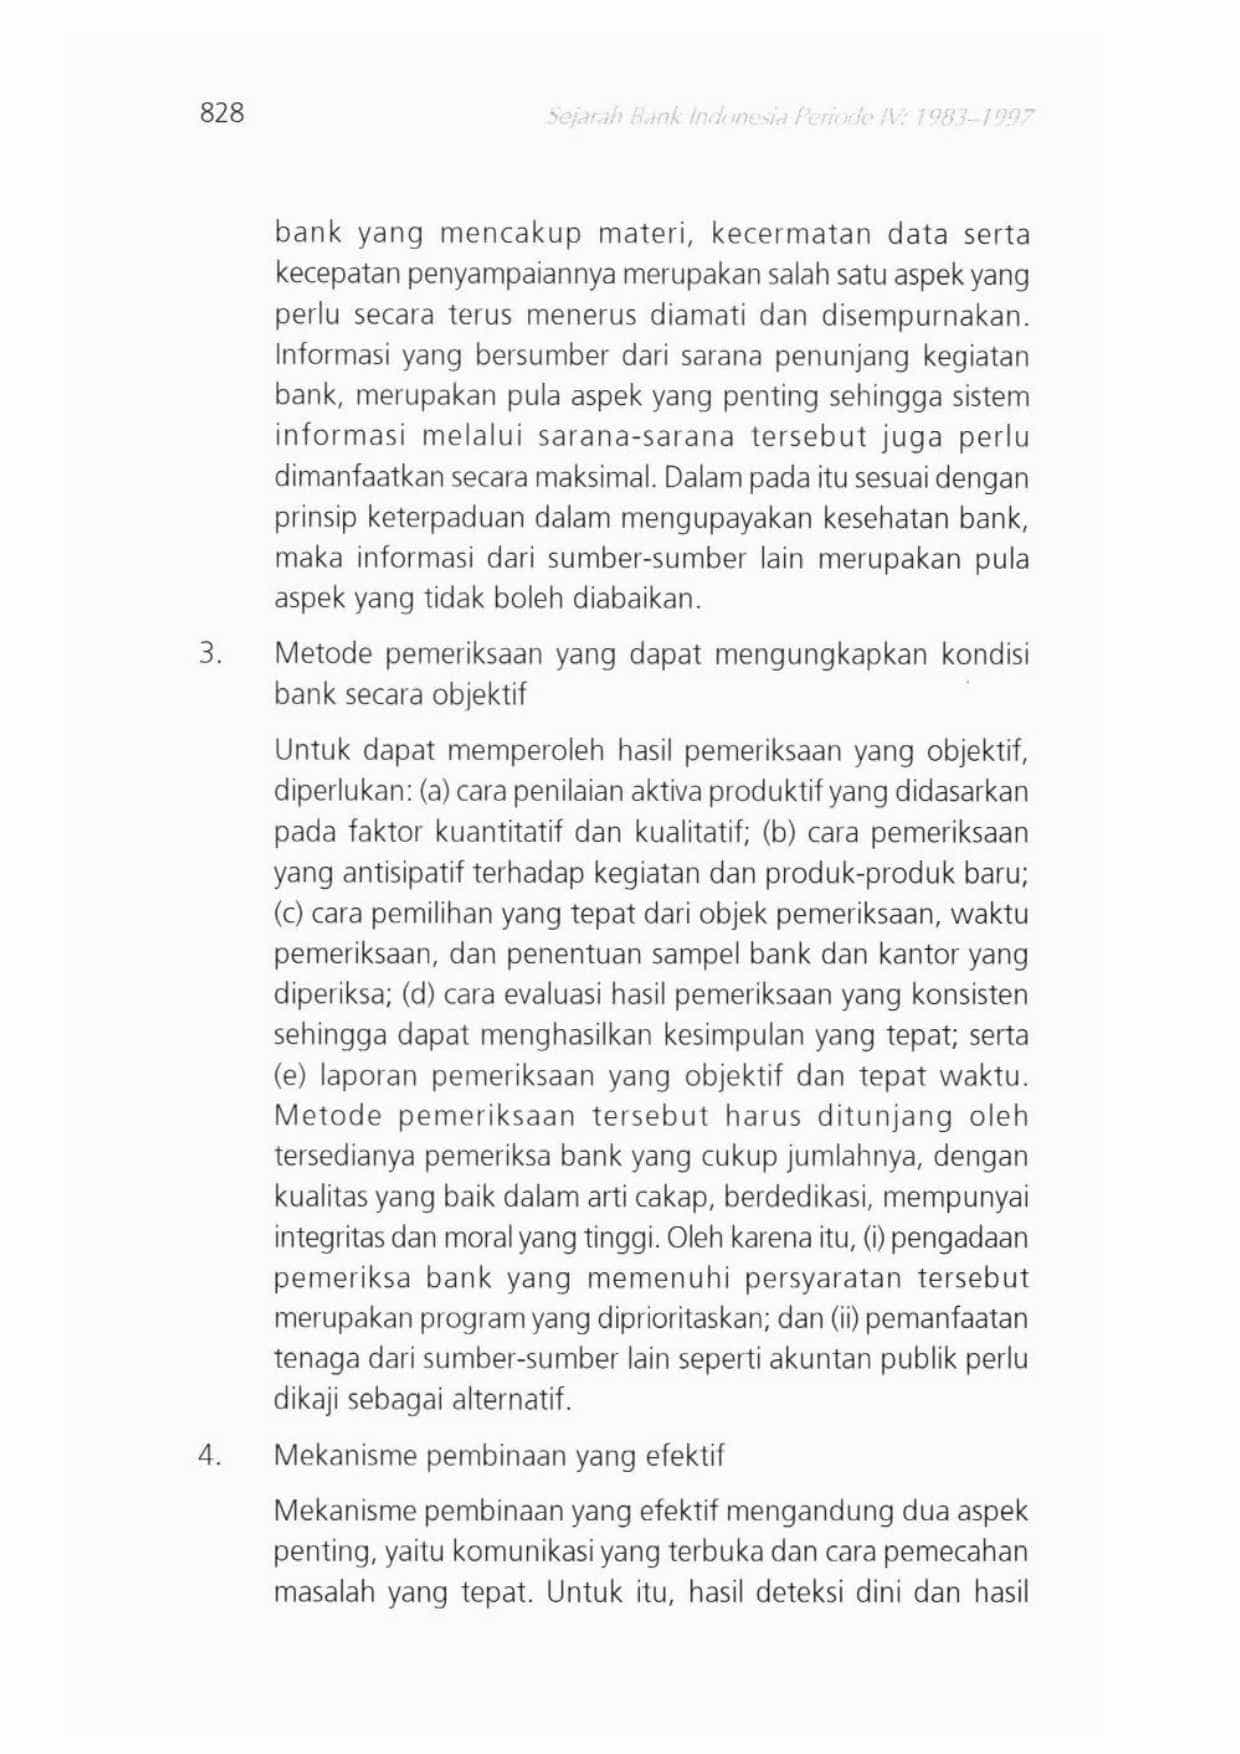 828
Sejarah Bank Indonesia Periode IV: 1983–1997
bank yang mencakup materi, kecermatan data serta
kecepatan penyampaiannya merupakan salah satu aspek yang
perlu secara terus menerus diamati dan disempurnakan.
Informasi yang bersumber dari sarana penunjang kegiatan
bank, merupakan pula aspek yang penting sehingga sistem
informasi melalui sarana-sarana tersebut juga perlu
dimanfaatkan secara maksimal. Dalam pada itu sesuai dengan
prinsip keterpaduan dalam mengupayakan kesehatan bank,
maka informasi dari sumber-sumber lain merupakan pula
aspek yang tidak boleh diabaikan.
3. Metode pemeriksaan yang dapat mengungkapkan kondisi
bank secara objektif
Untuk dapat memperoleh hasil pemeriksaan yang objektif,
diperlukan: (a) cara penilaian aktiva produktif yang didasarkan
pada faktor kuantitatif dan kualitatif; (b) cara pemeriksaan
yang antisipatif terhadap kegiatan dan produk-produk baru;
(c) cara pemilihan yang tepat dari objek pemeriksaan, waktu
pemeriksaan, dan penentuan sampel bank dan kantor yang
diperiksa; (d) cara evaluasi hasil pemeriksaan yang konsisten
sehingga dapat menghasilkan kesimpulan yang tepat; serta
(e) laporan pemeriksaan yang objektif dan tepat waktu.
Metode pemeriksaan tersebut harus ditunjang oleh
tersedianya pemeriksa bank yang cukup jumlahnya, dengan
kualitas yang baik dalam arti cakap, berdedikasi, mempunyai
integritas dan moral yang tinggi. Oleh karena itu, (i) pengadaan
pemeriksa bank yang memenuhi persyaratan tersebut
merupakan program yang diprioritaskan; dan (ii) pemanfaatan
tenaga dari sumber-sumber lain seperti akuntan publik perlu
dikaji sebagai alternatif.
4. Mekanisme pembinaan yang efektif
Mekanisme pembinaan yang efektif mengandung dua aspek
penting, yaitu komunikasi yang terbuka dan cara pemecahan
masalah yang tepat. Untuk itu, hasil deteksi dini dan hasil